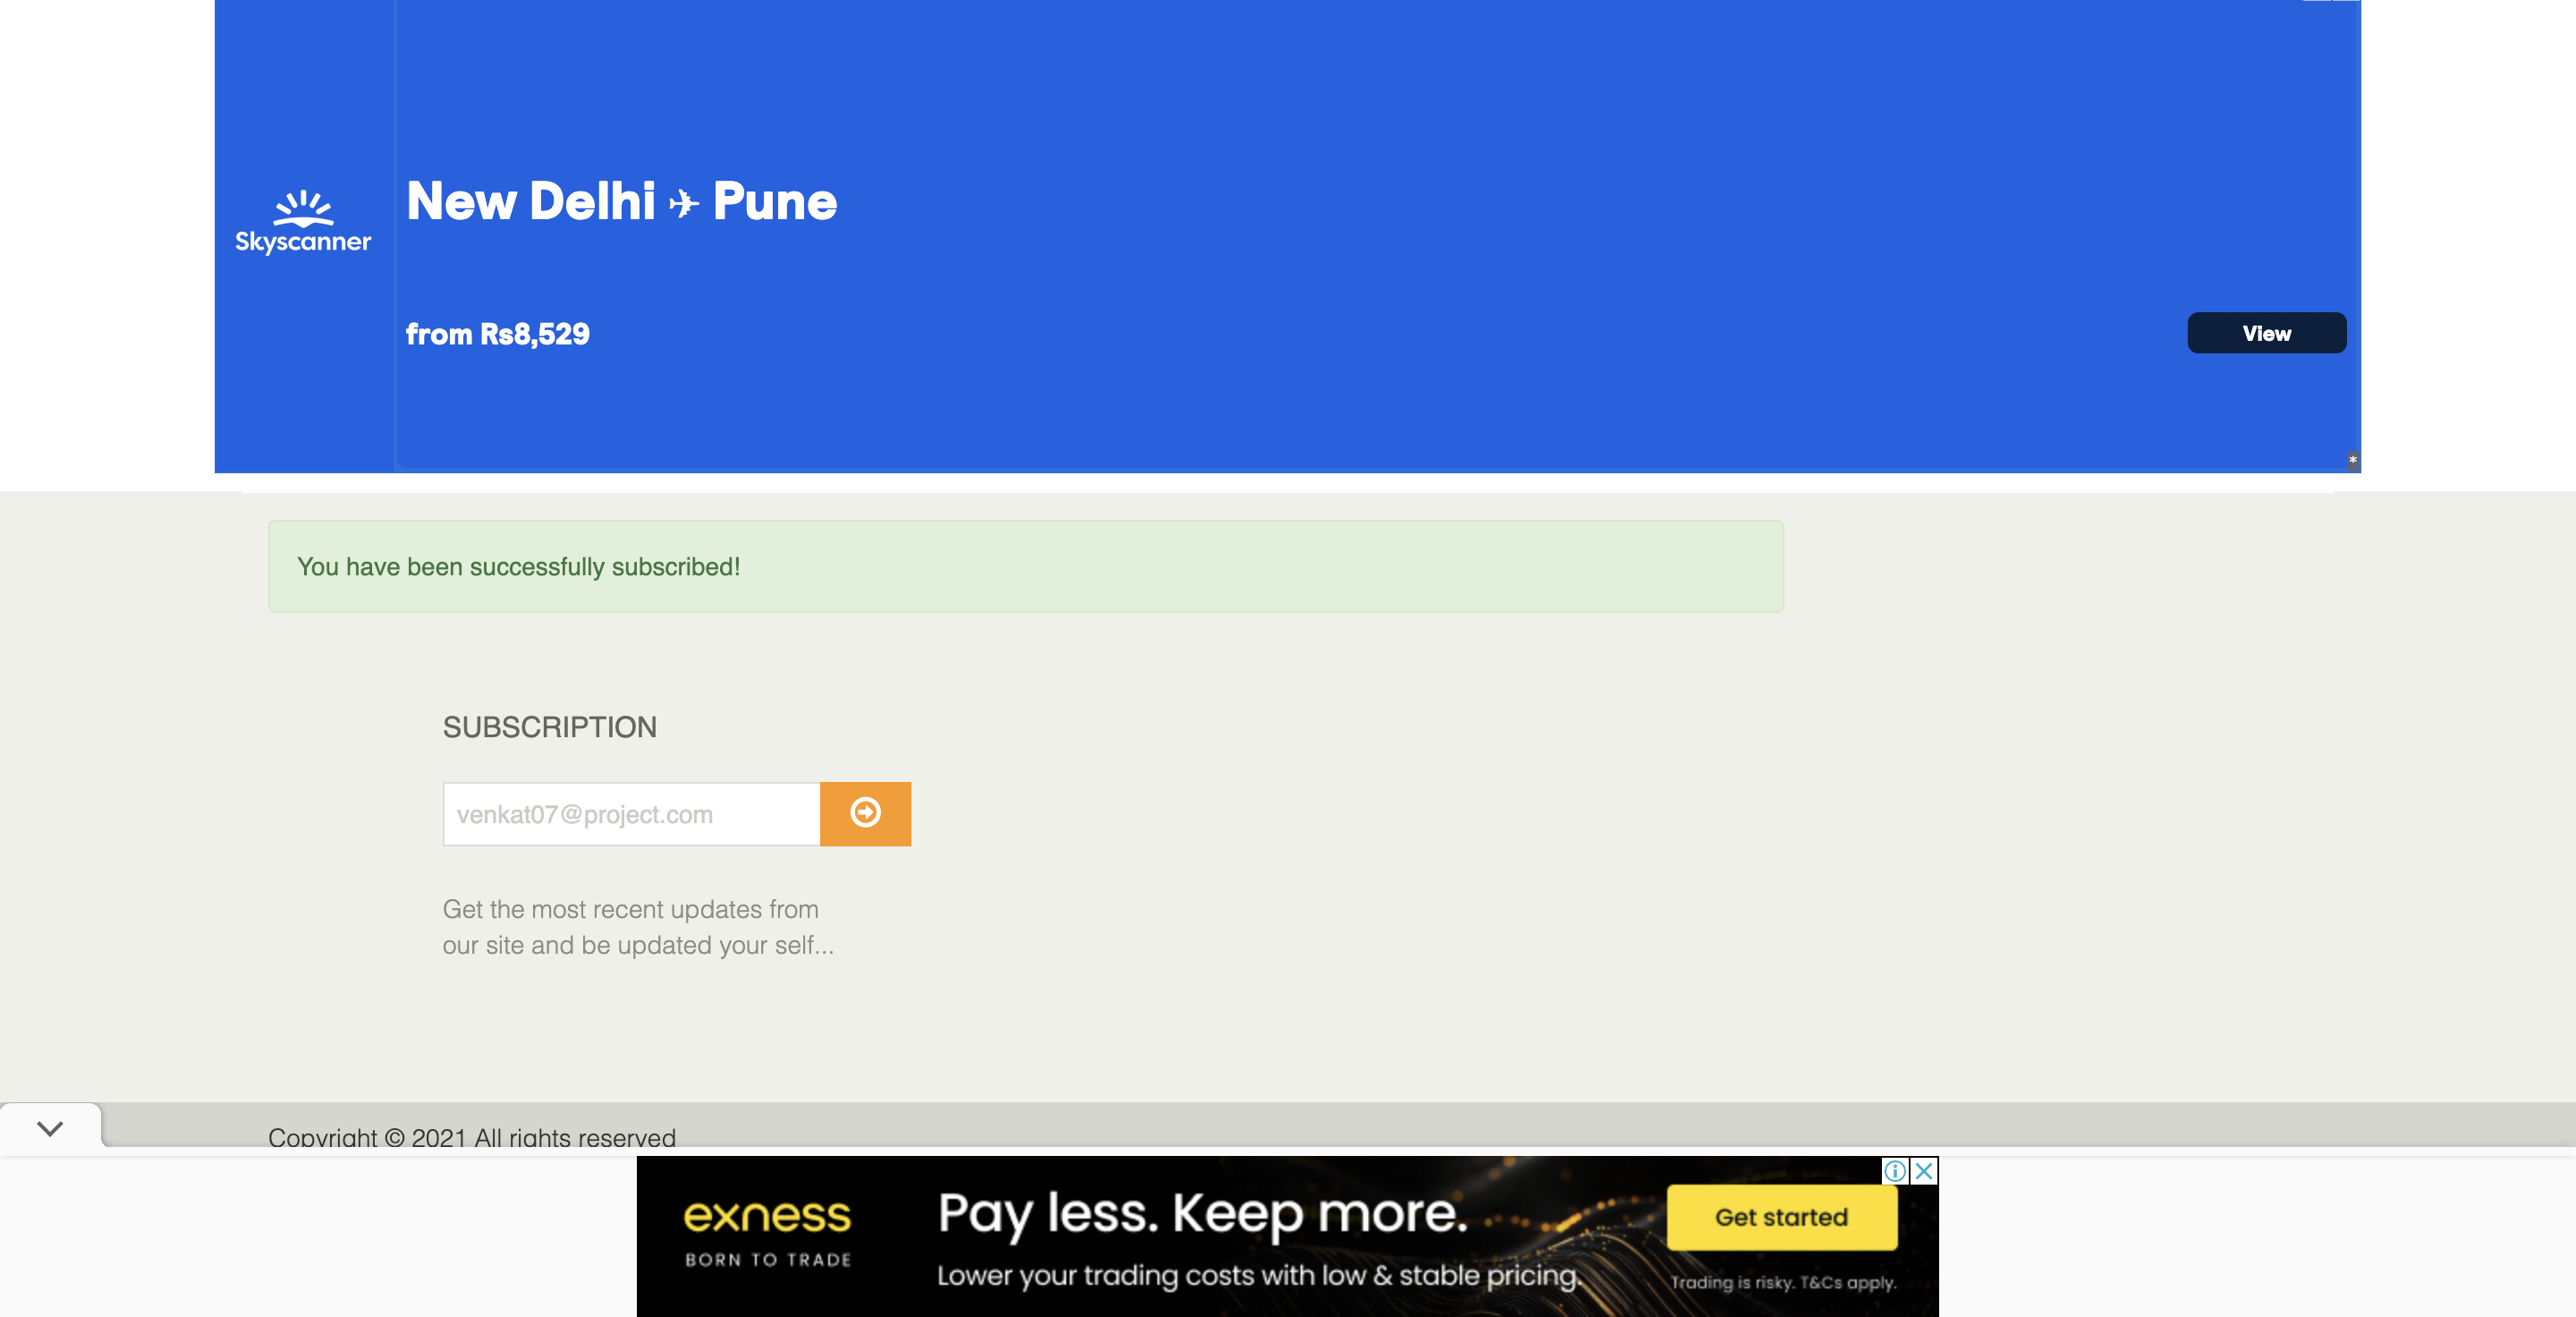 Skyscanner
New Delhi ✈ Pune
from Rs8,529
View
*
You have been successfully subscribed!
SUBSCRIPTION
venkat07@project.com
Get the most recent updates from
our site and be updated your self...
Copyright © 2021 All rights reserved
exness
BORN TO TRADE
Pay less. Keep more.
Lower your trading costs with low & stable pricing.
Get started
Trading is risky. T&Cs apply.